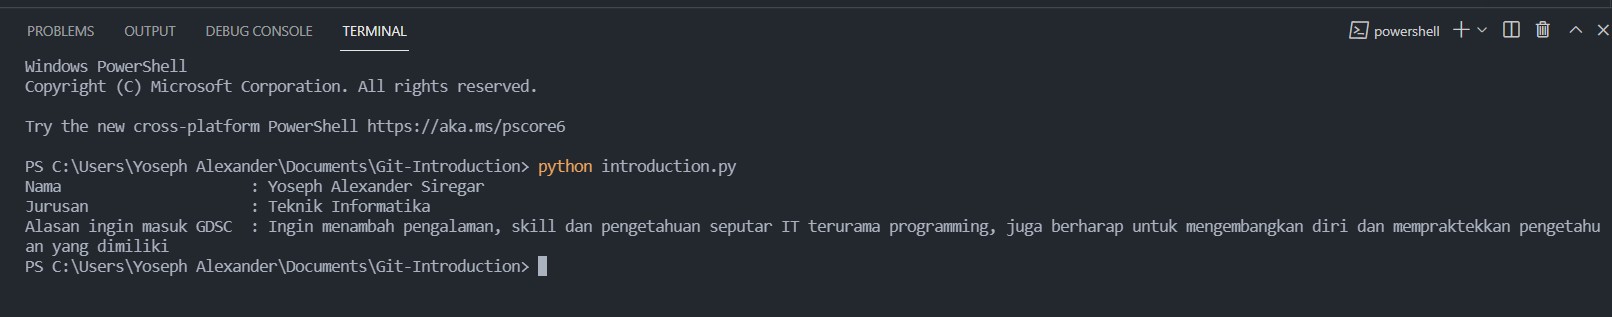 PROBLEMS OUTPUT DEBUG CONSOLE TERMINAL powershell
Windows PowerShell
Copyright (C) Microsoft Corporation. All rights reserved.
Try the new cross-platform PowerShell https://aka.ms/pscore6
PS C:\Users\Yoseph Alexander\Documents\Git-Introduction> python introduction.py
Nama : Yoseph Alexander Siregar
Jurusan : Teknik Informatika
Alasan ingin masuk GDSC : Ingin menambah pengalaman, skill dan pengetahuan seputar IT terurama programming, juga berharap untuk mengembangkan diri dan mempraktekkan pengetahu
an yang dimiliki
PS C:\Users\Yoseph Alexander\Documents\Git-Introduction>